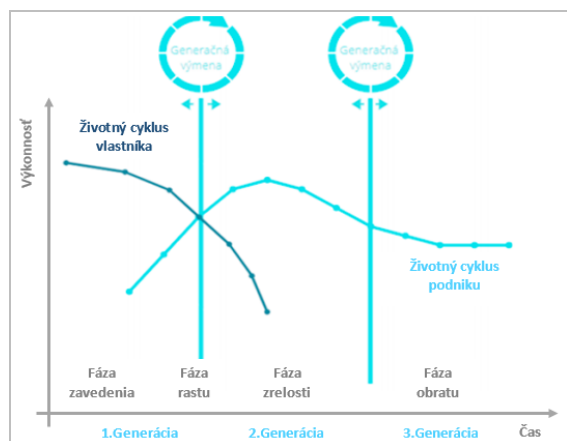 Generačná
výmena
Generačná
výmena
Životný cyklus
vlastníka
Výkonnosť
Životný cyklus
podniku
Fáza
zavedenia
Fáza
rastu
Fáza
zrelosti
Fáza
obratu
1.Generácia
2.Generácia
3.Generácia
Čas